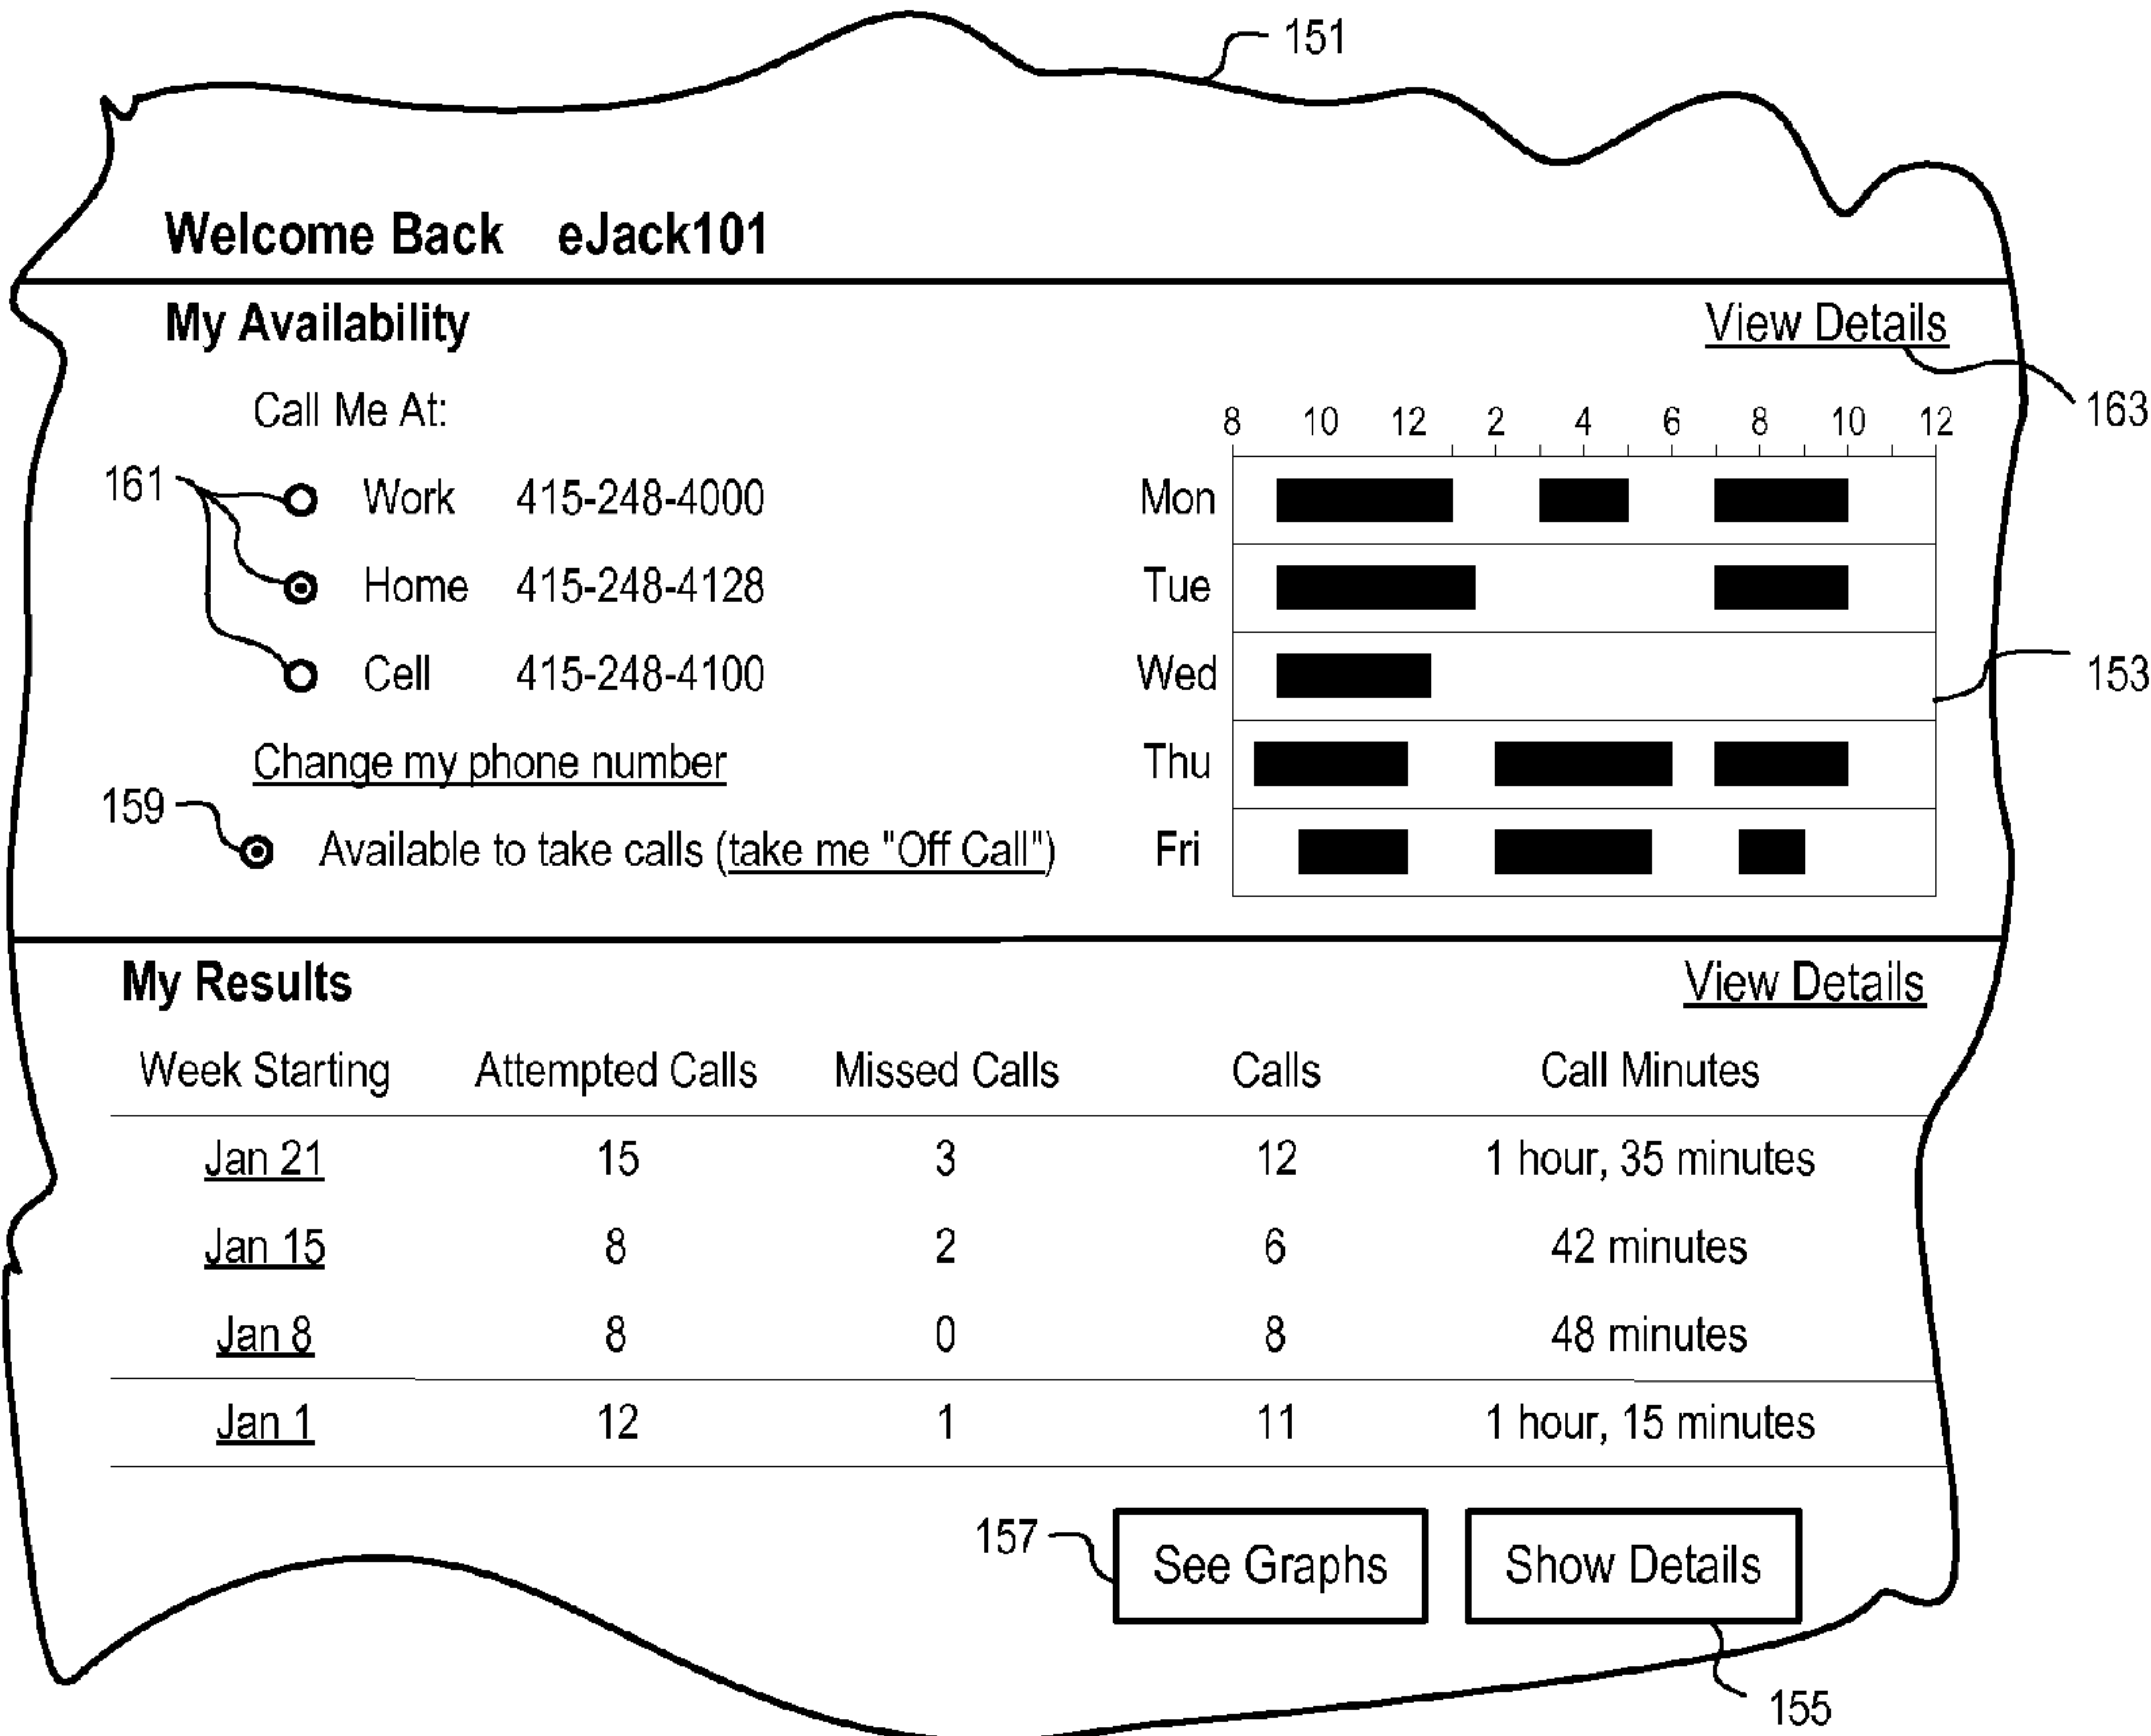 151
Welcome Back eJack101
My Availability View Details
163
Call Me At:
8 10 12 2 4 6 8 10 12
161
Work 415-248-4000 Mon
Home 415-248-4128 Tue
Cell 415-248-4100 Wed
153
Change my phone number Thu
159
Available to take calls (take me "Off Call") Fri
My Results View Details
Week Starting Attempted Calls Missed Calls Calls Call Minutes
Jan 21 15 3 12 1 hour, 35 minutes
Jan 15 8 2 6 42 minutes
Jan 8 8 0 8 48 minutes
Jan 1 12 1 11 1 hour, 15 minutes
157
See Graphs Show Details
155